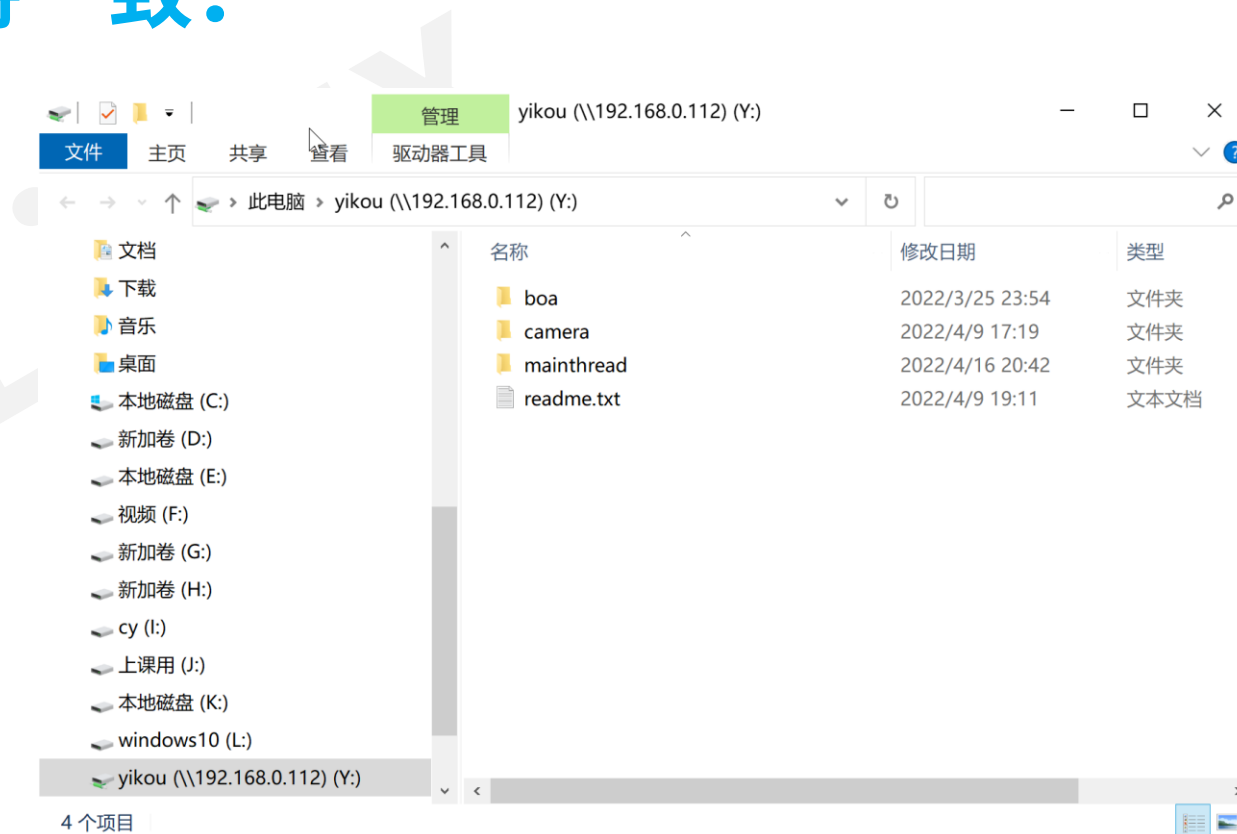 致：
管理 yikou (\\192.168.0.112) (Y:)
文件 主页 共享 查看 驱动器工具
此电脑 › yikou (\\192.168.0.112) (Y:)
名称 修改日期 类型
文档
下载
音乐
桌面
本地磁盘 (C:)
新加卷 (D:)
本地磁盘 (E:)
视频 (F:)
新加卷 (G:)
新加卷 (H:)
cy (I:)
上课用 (J:)
本地磁盘 (K:)
windows10 (L:)
yikou (\\192.168.0.112) (Y:)
boa 2022/3/25 23:54 文件夹
camera 2022/4/9 17:19 文件夹
mainthread 2022/4/16 20:42 文件夹
readme.txt 2022/4/9 19:11 文本文档
4 个项目